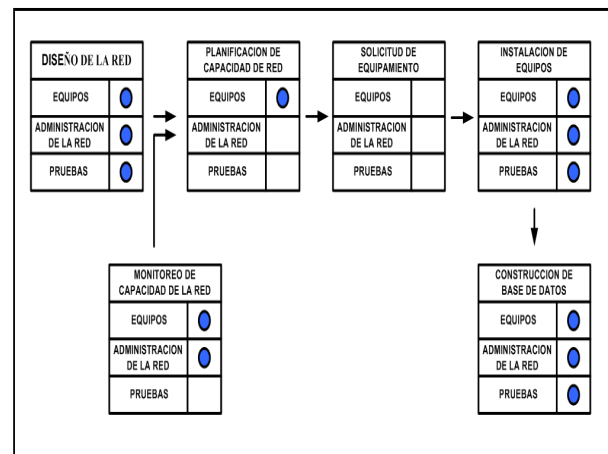 DISEÑO DE LA RED
EQUIPOS
ADMINISTRACION
DE LA RED
PRUEBAS
PLANIFICACION DE
CAPACIDAD DE RED
EQUIPOS
ADMINISTRACION
DE LA RED
PRUEBAS
SOLICITUD DE
EQUIPAMIENTO
EQUIPOS
ADMINISTRACION
DE LA RED
PRUEBAS
INSTALACION DE
EQUIPOS
EQUIPOS
ADMINISTRACION
DE LA RED
PRUEBAS
MONITOREO DE
CAPACIDAD DE LA RED
EQUIPOS
ADMINISTRACION
DE LA RED
PRUEBAS
CONSTRUCCION DE
BASE DE DATOS
EQUIPOS
ADMINISTRACION
DE LA RED
PRUEBAS